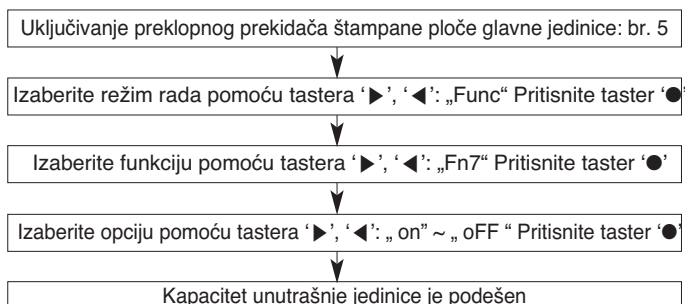 Uključivanje preklopnog prekidača štampane ploče glavne jedinice: br. 5
Izaberite režim rada pomoću tastera ‘▶’, ‘◀’: „Func“ Pritisnite taster ‘●’
Izaberite funkciju pomoću tastera ‘▶’, ‘◀’: „Fn7“ Pritisnite taster ‘●’
Izaberite opciju pomoću tastera ‘▶’, ‘◀’: „ on” ~ „ oFF “ Pritisnite taster ‘●’
Kapacitet unutrašnje jedinice je podešen